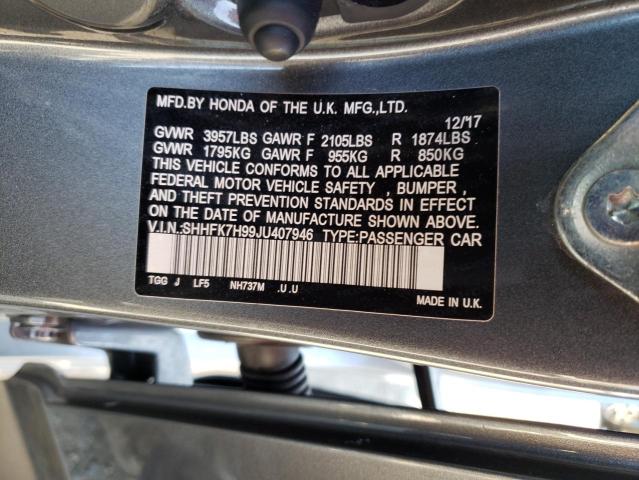 MFD.BY HONDA OF THE U.K. MFG.,LTD.
12/17
GVWR 3957LBS GAWR F 2105LBS R 1874LBS
GVWR 1795KG GAWR F 955KG R 850KG
THIS VEHICLE CONFORMS TO ALL APPLICABLE
FEDERAL MOTOR VEHICLE SAFETY , BUMPER ,
AND THEFT PREVENTION STANDARDS IN EFFECT
ON THE DATE OF MANUFACTURE SHOWN ABOVE.
V.I.N.:SHHFK7H99JU407946 TYPE:PASSENGER CAR
TGG J LF5 NH737M .U.U
MADE IN U.K.